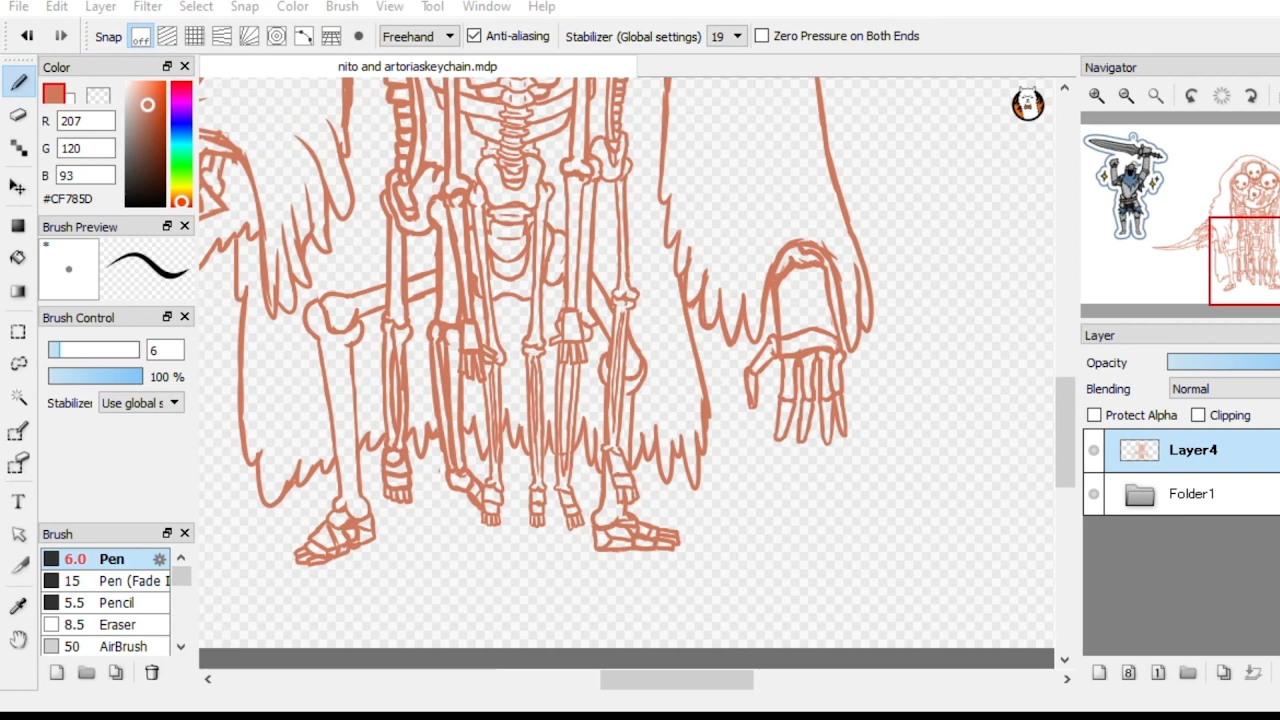 File Edit Layer Filter Select Snap Color Brush View Tool Window Help
Snap off Freehand Anti-aliasing Stabilizer (Global settings) 19 Zero Pressure on Both Ends
nito and artoriaskeychain.mdp
Color
R 207
G 120
B 93
#CF785D
Brush Preview
*
Brush Control
6
100 %
Stabilizer Use global s
Brush
6.0 Pen
15 Pen (Fade I
5.5 Pencil
8.5 Eraser
50 AirBrush
T
Navigator
Layer
Opacity
Blending Normal
Protect Alpha Clipping
Layer4
Folder1
8 1